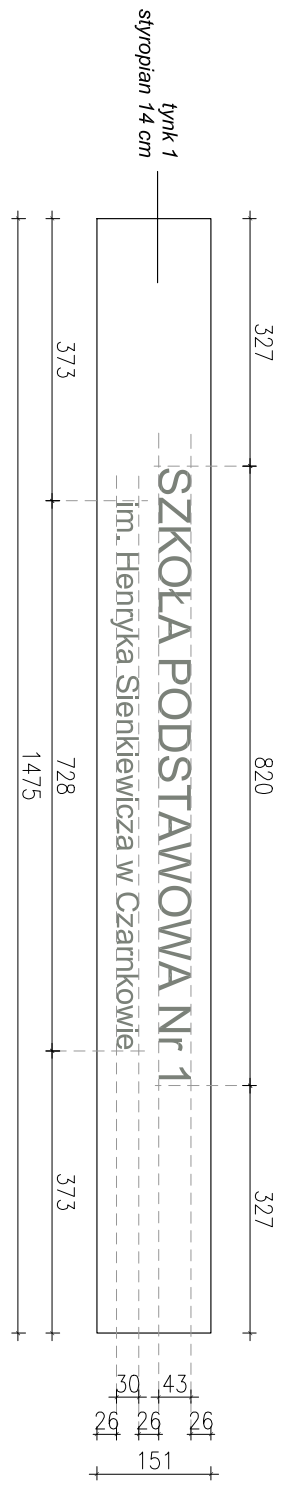 tynk 1
styropian 14 cm
327 820 327
SZKOŁA PODSTAWOWA Nr 1
im. Henryka Sienkiewicza w Czarnkowie
373 728 373
1475
26
43
26
30
26
151